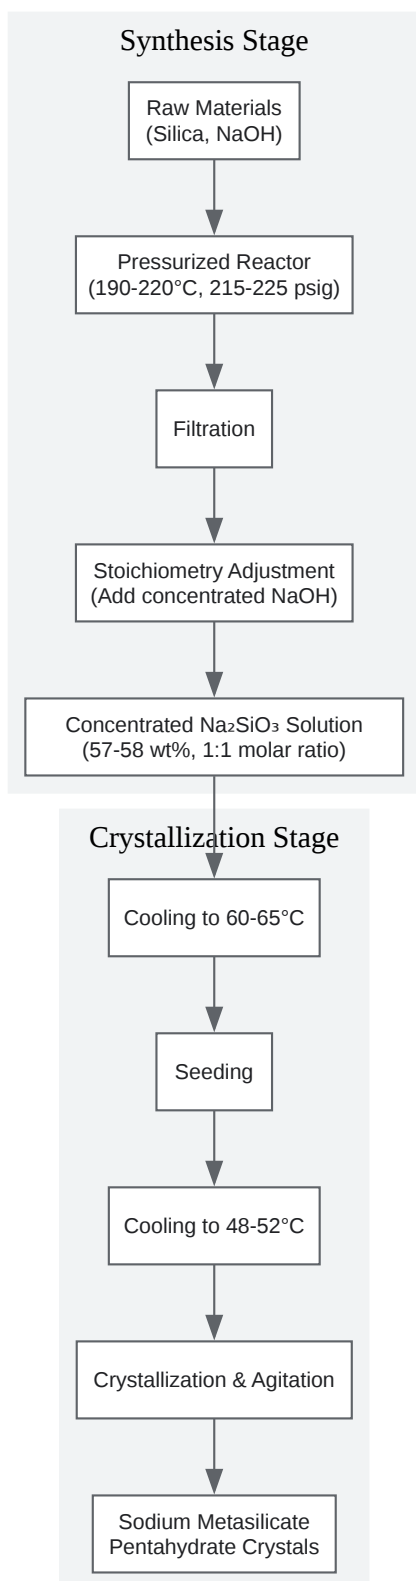 Synthesis Stage
Raw Materials
(Silica, NaOH)
Pressurized Reactor
(190-220°C, 215-225 psig)
Filtration
Stoichiometry Adjustment
(Add concentrated NaOH)
Concentrated Na₂SiO₃ Solution
(57-58 wt%, 1:1 molar ratio)
Crystallization Stage
Cooling to 60-65°C
Seeding
Cooling to 48-52°C
Crystallization & Agitation
Sodium Metasilicate
Pentahydrate Crystals